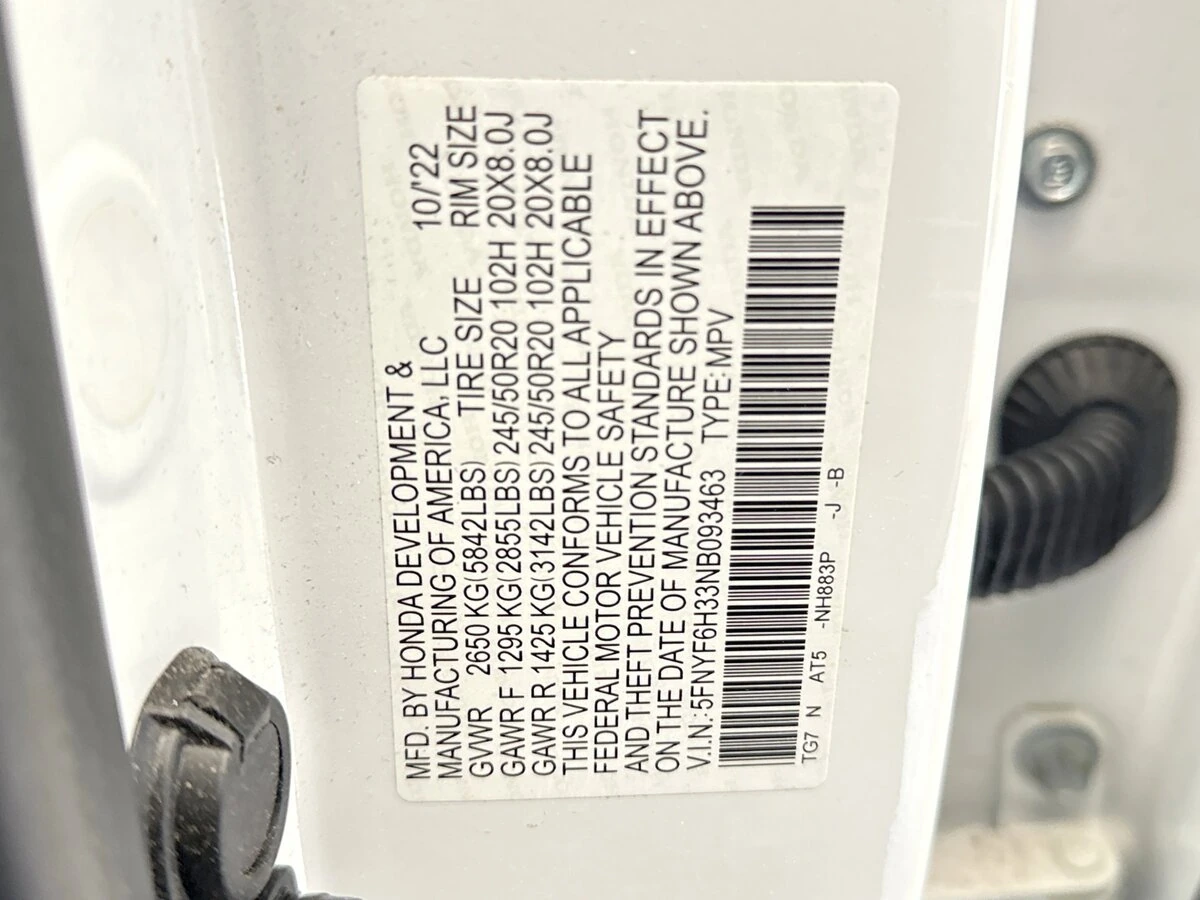 MFD. BY HONDA DEVELOPMENT &
MANUFACTURING OF AMERICA, LLC 10/'22
GVWR 2650 KG(5842LBS) TIRE SIZE RIM SIZE
GAWR F 1295 KG(2855LBS) 245/50R20 102H 20X8.0J
GAWR R 1425 KG(3142LBS) 245/50R20 102H 20X8.0J
THIS VEHICLE CONFORMS TO ALL APPLICABLE
FEDERAL MOTOR VEHICLE SAFETY
AND THEFT PREVENTION STANDARDS IN EFFECT
ON THE DATE OF MANUFACTURE SHOWN ABOVE.
V.I.N.: 5FNYF6H33NB093463 TYPE: MPV
TG7 N AT5 -NH883P -J -B